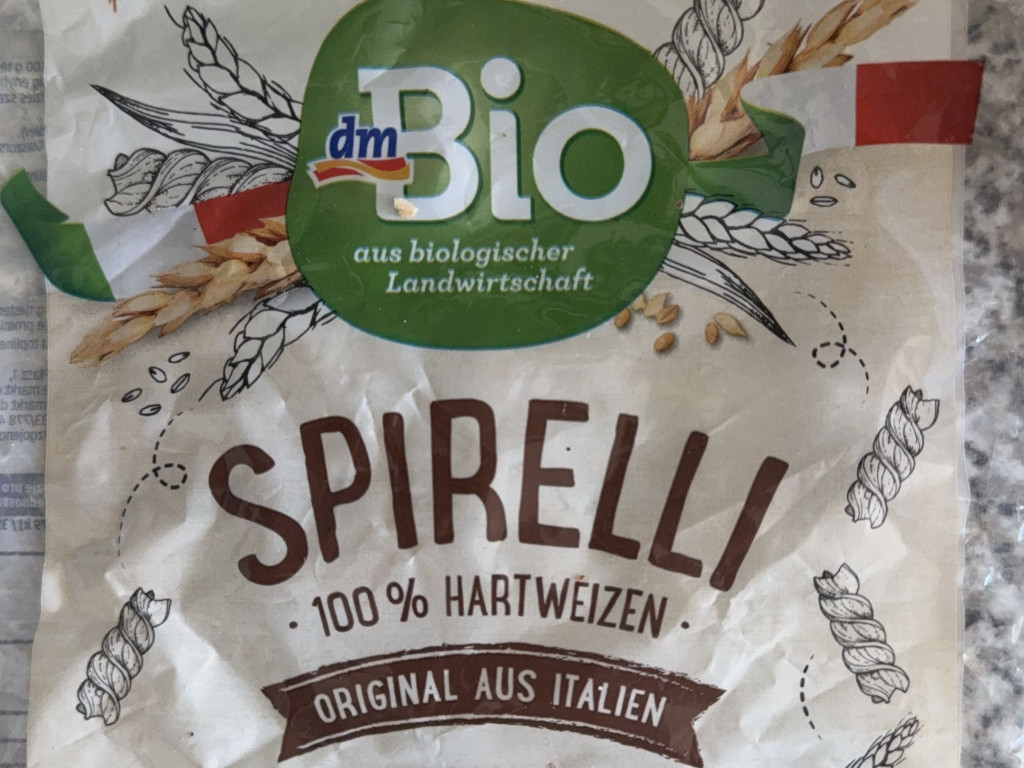 dm
Bio
aus biologischer
Landwirtschaft
SPIRELLI
· 100 % HARTWEIZEN ·
ORIGINAL AUS ITALIEN